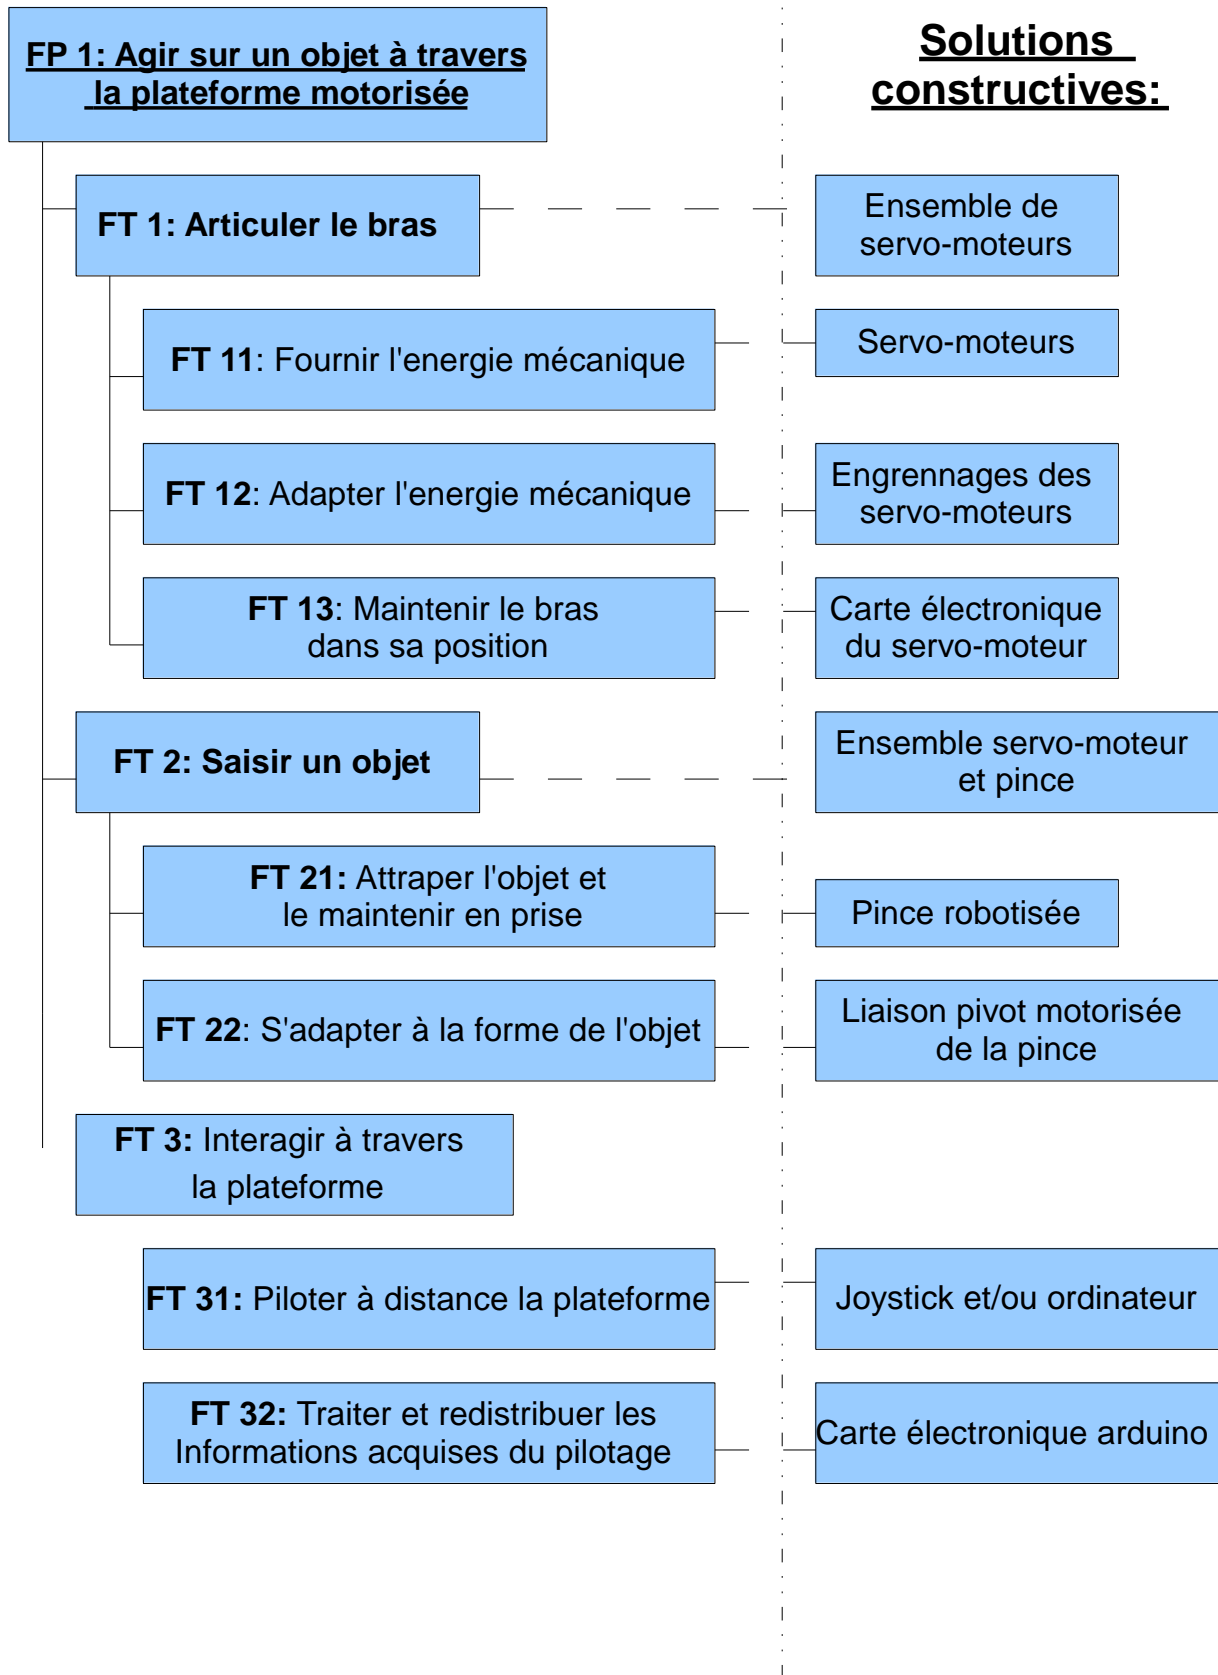 FP 1: Agir sur un objet à travers
la plateforme motorisée
Solutions
constructives:
FT 1: Articuler le bras
Ensemble de
servo-moteurs
FT 11: Fournir l'energie mécanique
Servo-moteurs
FT 12: Adapter l'energie mécanique
Engrennages des
servo-moteurs
FT 13: Maintenir le bras
dans sa position
Carte électronique
du servo-moteur
FT 2: Saisir un objet
Ensemble servo-moteur
et pince
FT 21: Attraper l'objet et
le maintenir en prise
Pince robotisée
FT 22: S'adapter à la forme de l'objet
Liaison pivot motorisée
de la pince
FT 3: Interagir à travers
la plateforme
FT 31: Piloter à distance la plateforme
Joystick et/ou ordinateur
FT 32: Traiter et redistribuer les
Informations acquises du pilotage
Carte électronique arduino